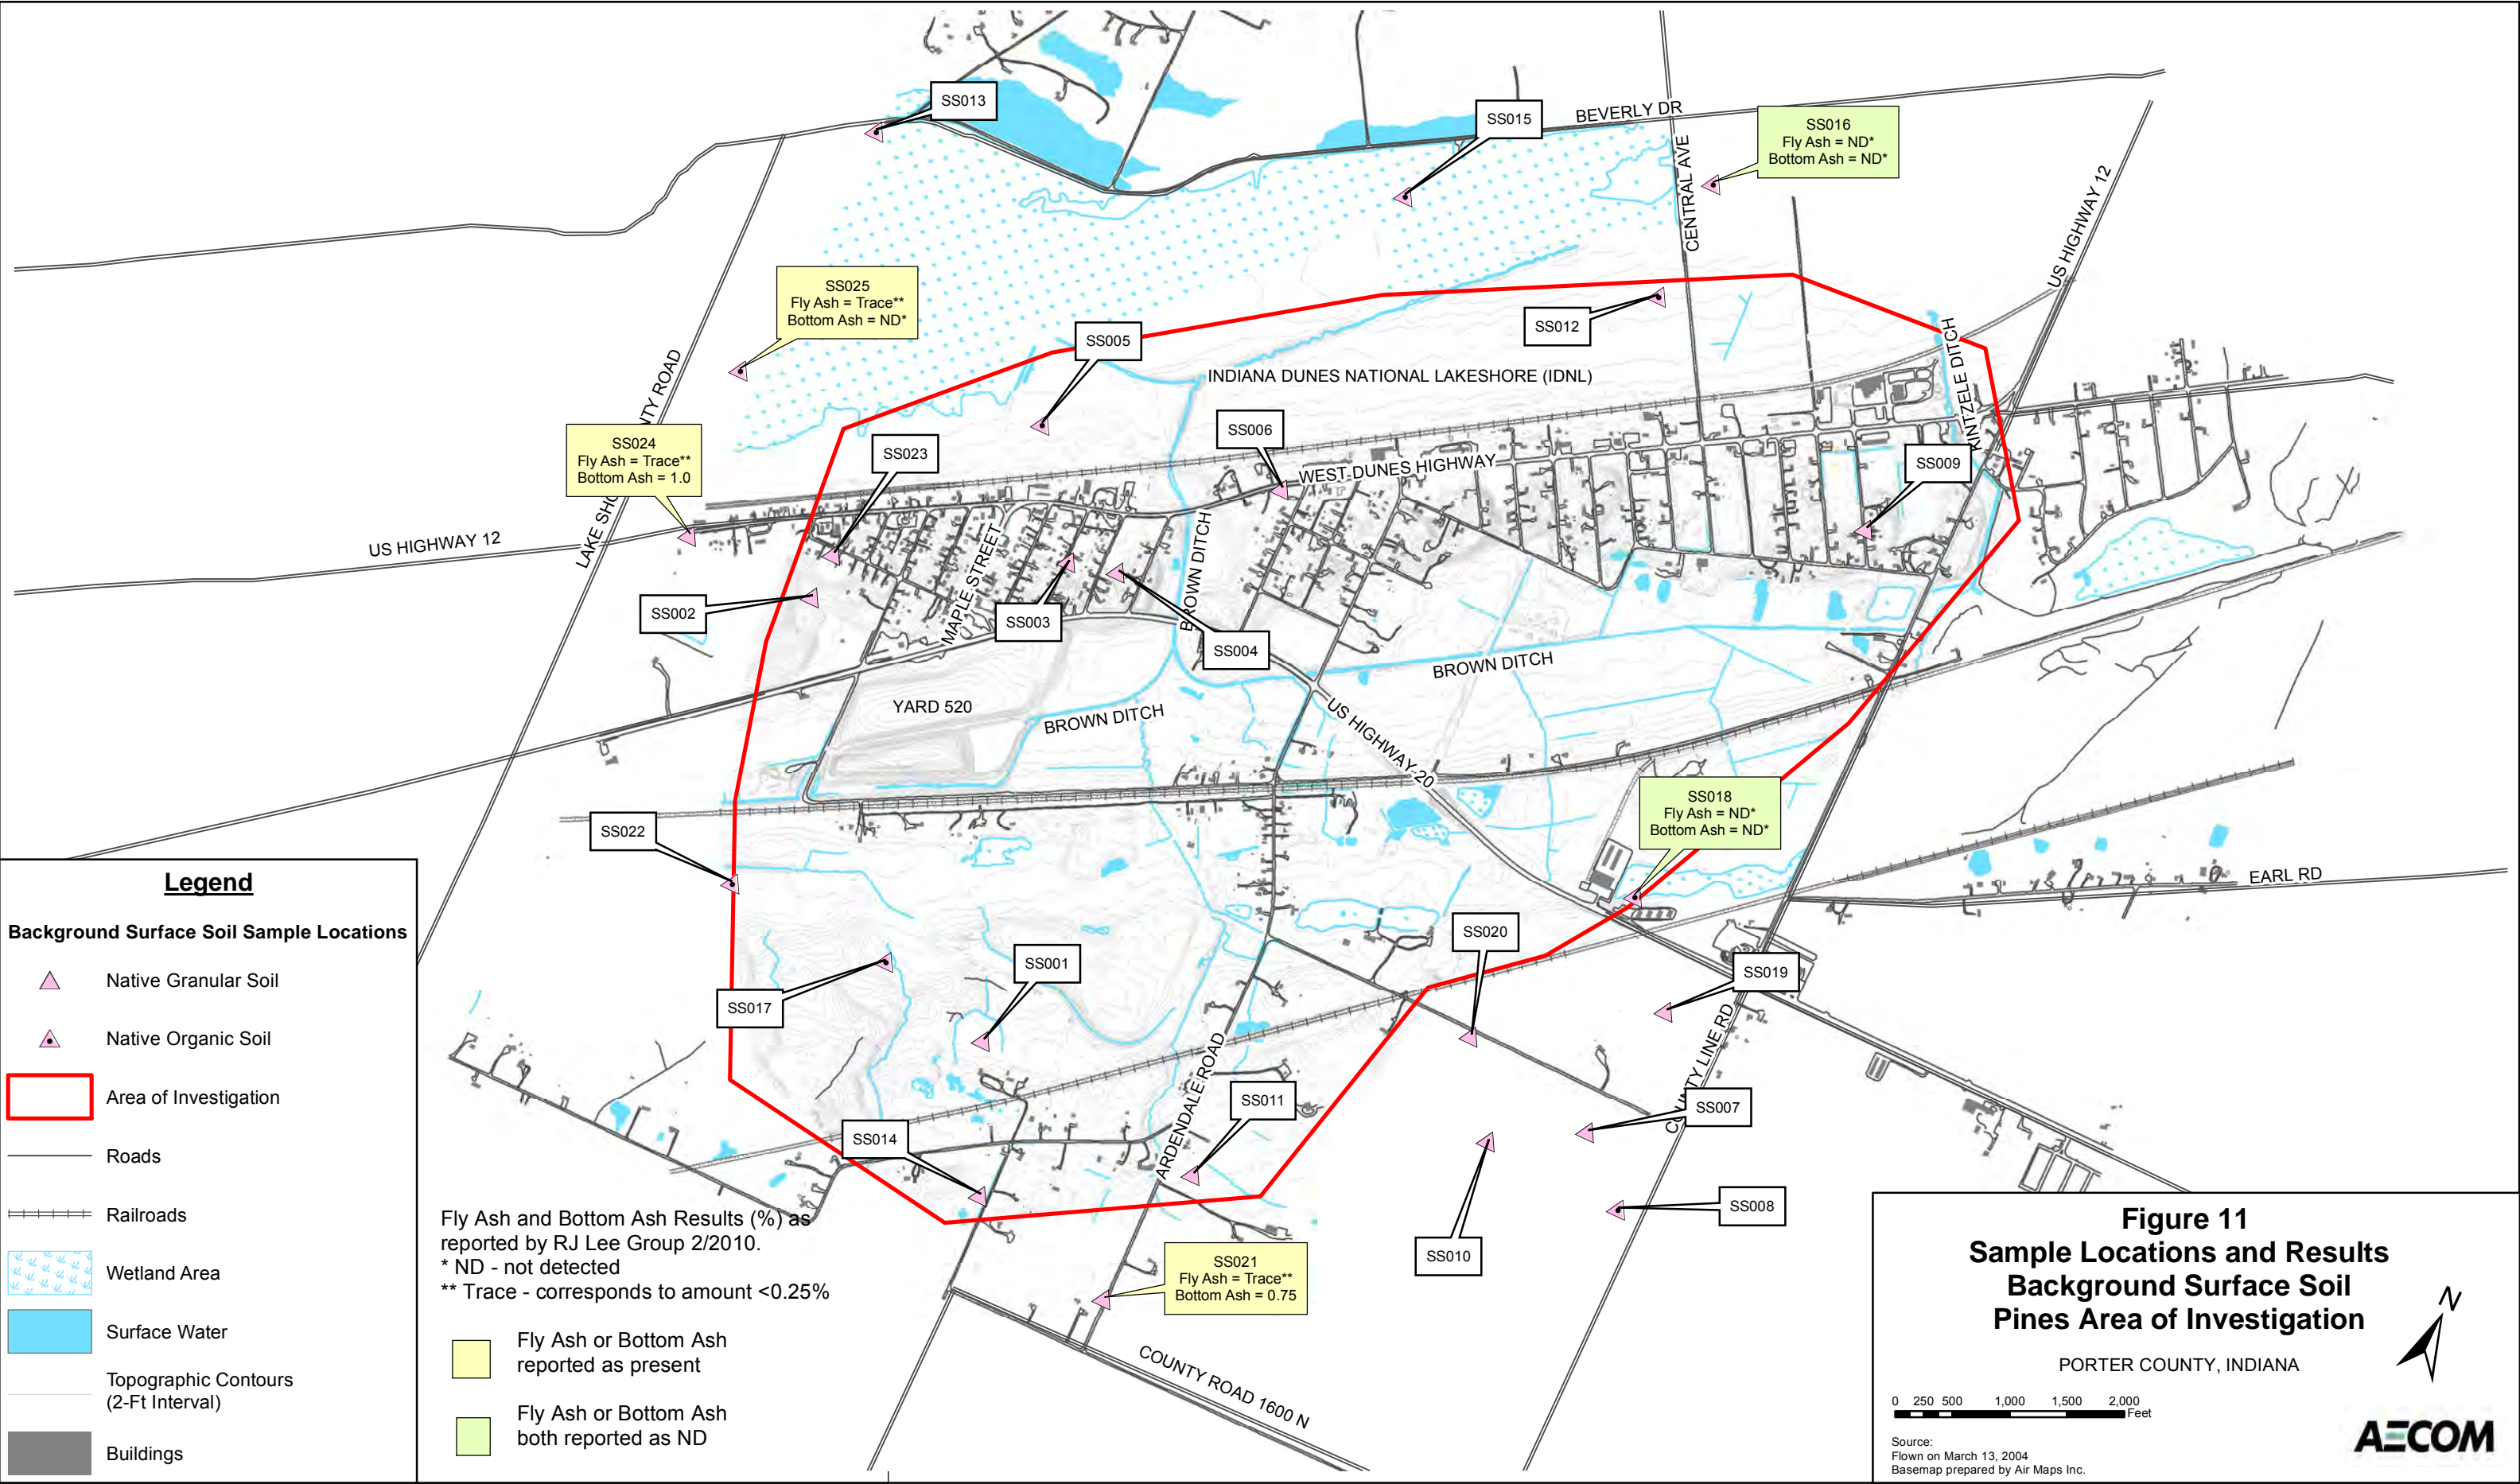 SS013
SS015
BEVERLY DR
SS016
Fly Ash = ND*
Bottom Ash = ND*
CENTRAL AVE
US HIGHWAY 12
SS025
Fly Ash = Trace**
Bottom Ash = ND*
SS005
SS012
INDIANA DUNES NATIONAL LAKESHORE (IDNL)
KINTZELE DITCH
SS024
Fly Ash = Trace**
Bottom Ash = 1.0
SS023
SS006
WEST DUNES HIGHWAY
SS009
US HIGHWAY 12
LAKE SHO
NTY ROAD
SS002
MAPLE STREET
SS003
BROWN DITCH
SS004
BROWN DITCH
YARD 520
BROWN DITCH
US HIGHWAY 20
SS018
Fly Ash = ND*
Bottom Ash = ND*
SS022
EARL RD
SS020
SS001
SS019
SS017
COUNTY LINE RD
ARDENDALE ROAD
SS011
SS007
SS014
SS008
SS010
SS021
Fly Ash = Trace**
Bottom Ash = 0.75
COUNTY ROAD 1600 N
Legend
Background Surface Soil Sample Locations
Native Granular Soil
Native Organic Soil
Area of Investigation
Roads
Railroads
Wetland Area
Surface Water
Topographic Contours
(2-Ft Interval)
Buildings
Fly Ash and Bottom Ash Results (%) as
reported by RJ Lee Group 2/2010.
* ND - not detected
** Trace - corresponds to amount <0.25%
Fly Ash or Bottom Ash
reported as present
Fly Ash or Bottom Ash
both reported as ND
Figure 11
Sample Locations and Results
Background Surface Soil
Pines Area of Investigation
N
PORTER COUNTY, INDIANA
0 250 500 1,000 1,500 2,000
Feet
Source:
Flown on March 13, 2004
Basemap prepared by Air Maps Inc.
AECOM